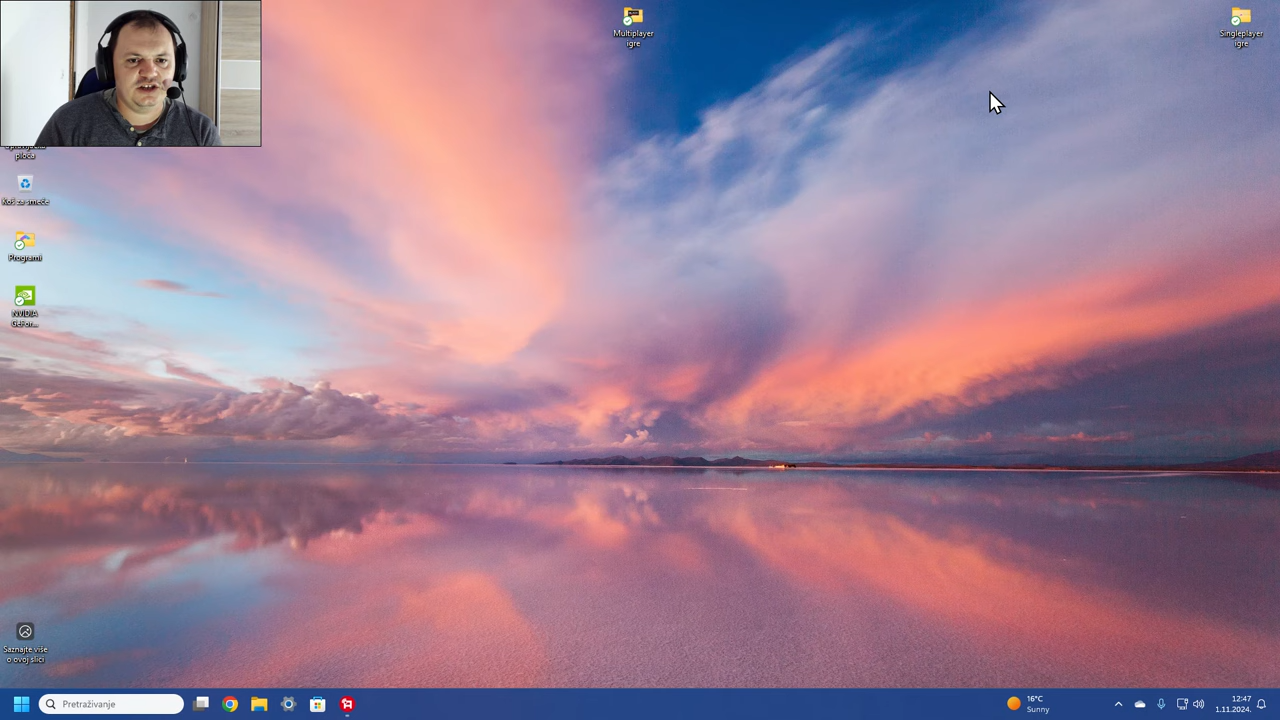 Multiplayer
igre
Singleplayer
igre
ploča
Koš za smeće
Programi
NVIDIA
GeFor...
Saznajte više
o ovoj slici
Pretraživanje
16°C
Sunny
12:47
1.11.2024.